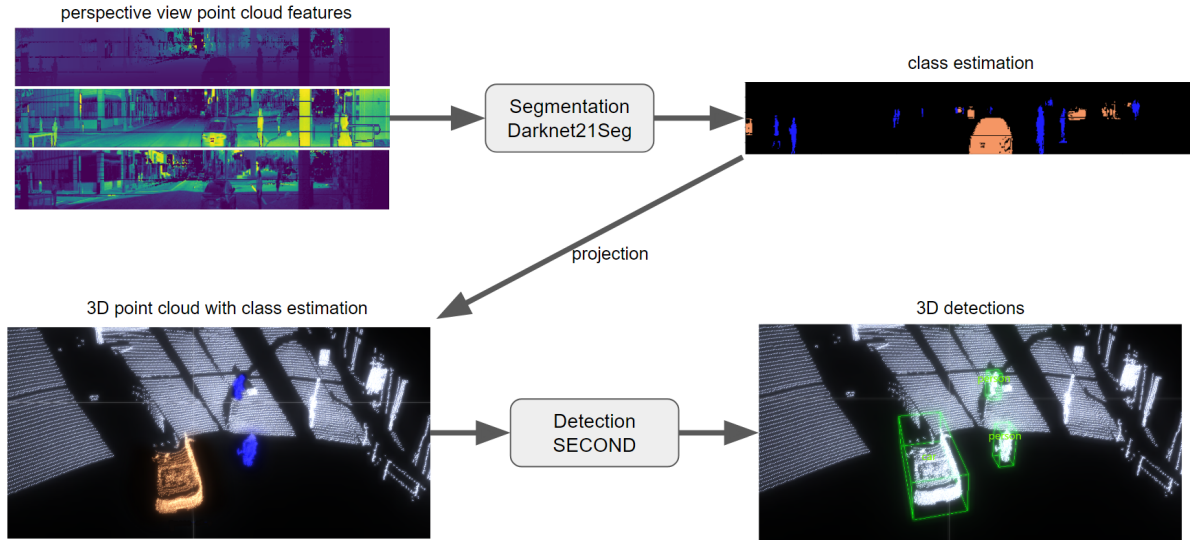 perspective view point cloud features
Segmentation
Darknet21Seg
class estimation
projection
3D point cloud with class estimation
Detection
SECOND
3D detections
person
person